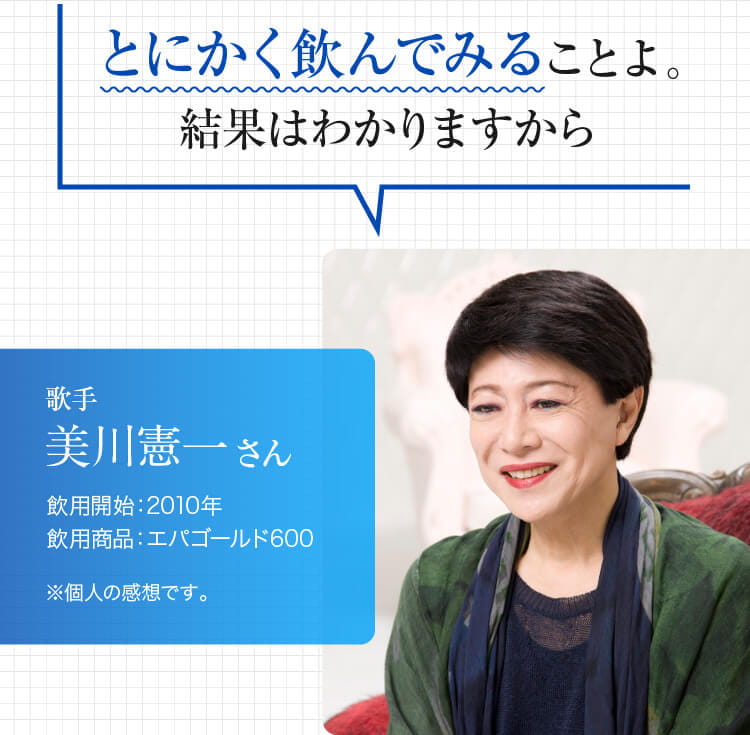 とにかく飲んでみることよ。
結果はわかりますから
歌手
美川憲一さん
飲用開始：2010年
飲用商品：エパゴールド600
※個人の感想です。